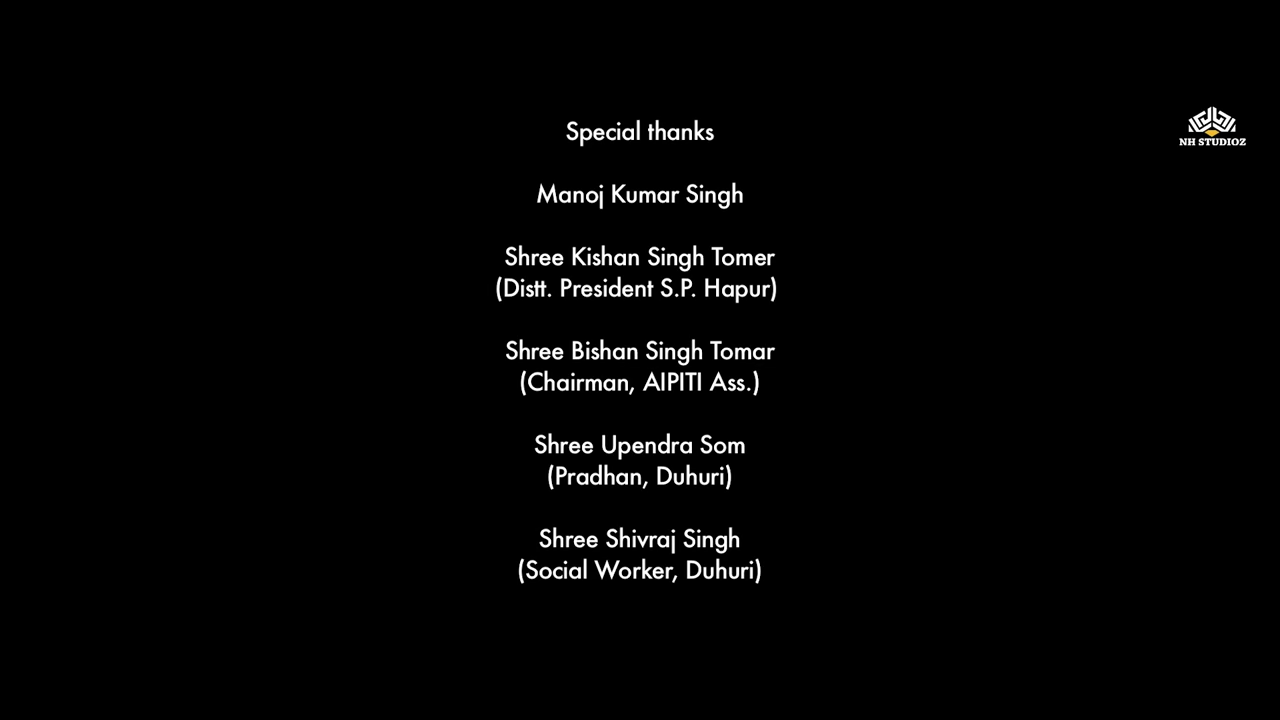 Special thanks
NH STUDIOZ
Manoj Kumar Singh
Shree Kishan Singh Tomer
(Distt. President S.P. Hapur)
Shree Bishan Singh Tomar
(Chairman, AIPITI Ass.)
Shree Upendra Som
(Pradhan, Duhuri)
Shree Shivraj Singh
(Social Worker, Duhuri)